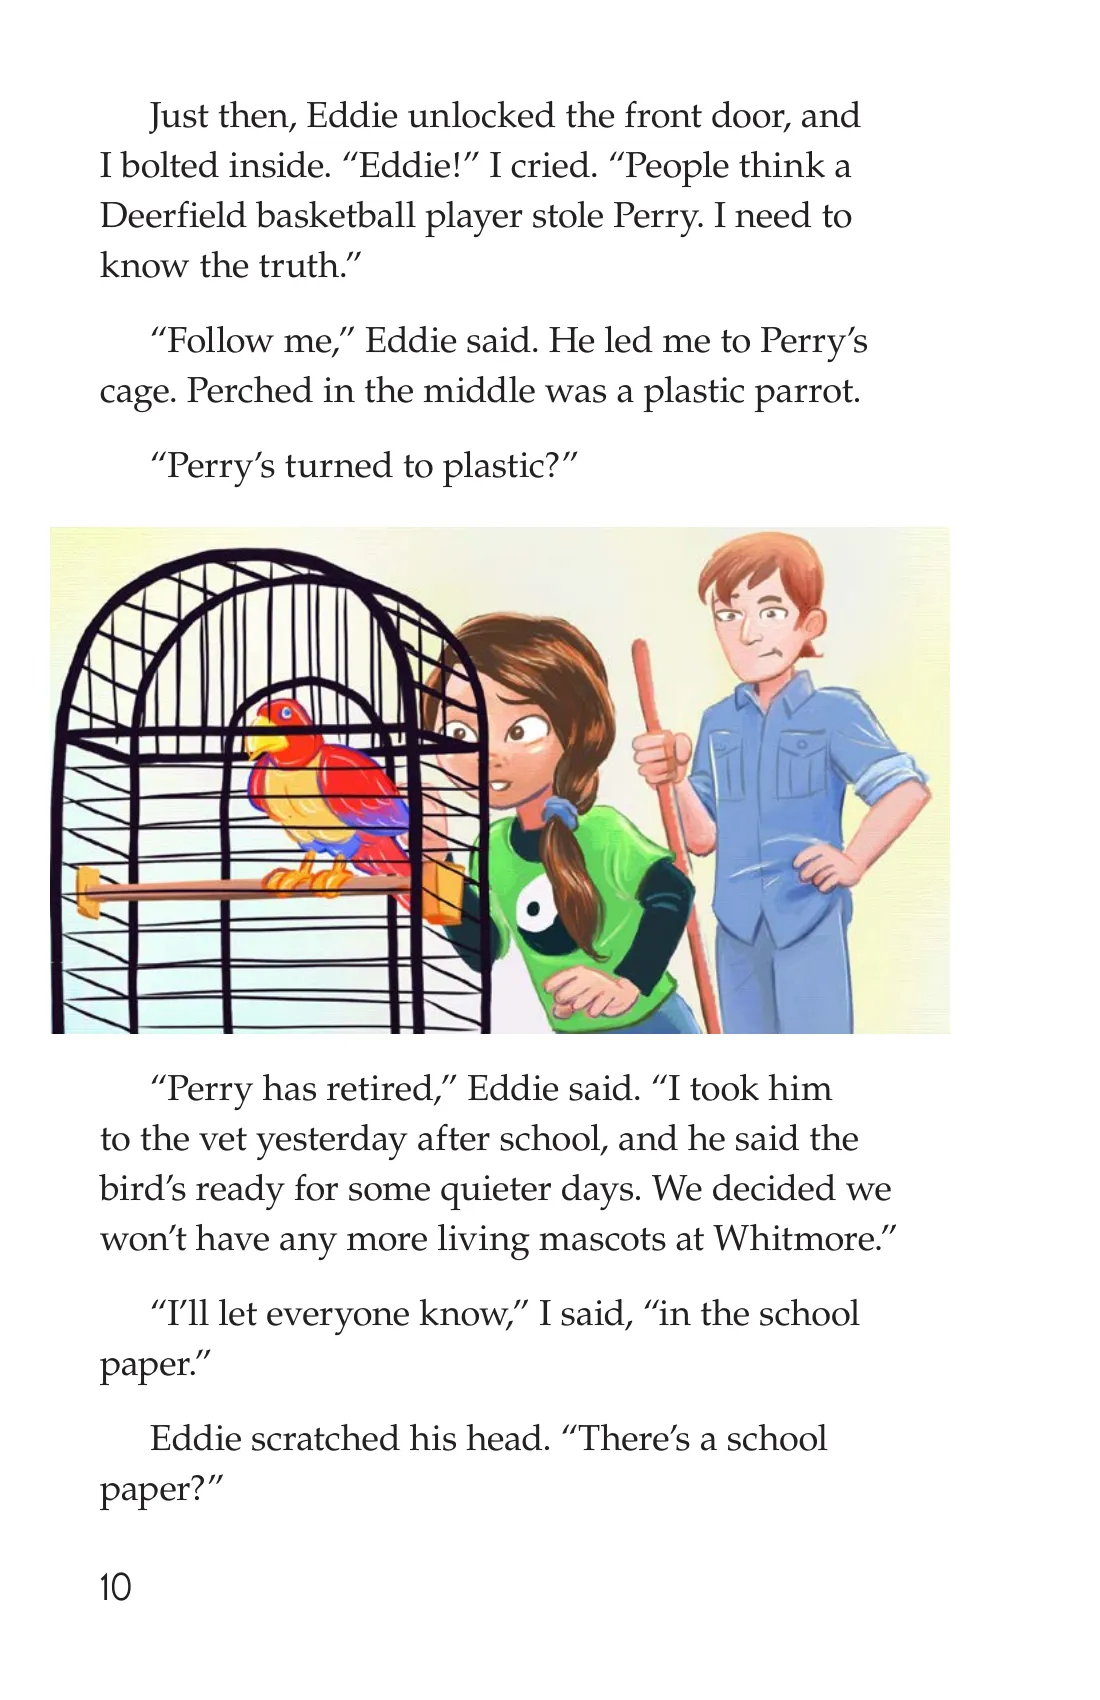 Just then, Eddie unlocked the front door, and
I bolted inside. “Eddie!” I cried. “People think a
Deerfield basketball player stole Perry. I need to
know the truth.”
“Follow me,” Eddie said. He led me to Perry’s
cage. Perched in the middle was a plastic parrot.
“Perry’s turned to plastic?”
“Perry has retired,” Eddie said. “I took him
to the vet yesterday after school, and he said the
bird’s ready for some quieter days. We decided we
won’t have any more living mascots at Whitmore.”
“I’ll let everyone know,” I said, “in the school
paper.”
Eddie scratched his head. “There’s a school
paper?”
10